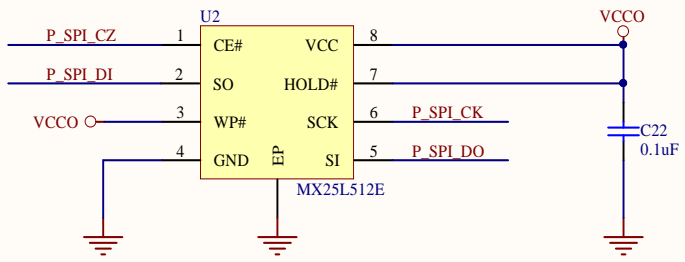 U2
VCCO
P_SPI_CZ 1 CE# VCC 8
P_SPI_DI 2 SO HOLD# 7
VCCO 3 WP# SCK 6 P_SPI_CK
C22
0.1uF
4 GND EP SI 5 P_SPI_DO
MX25L512E